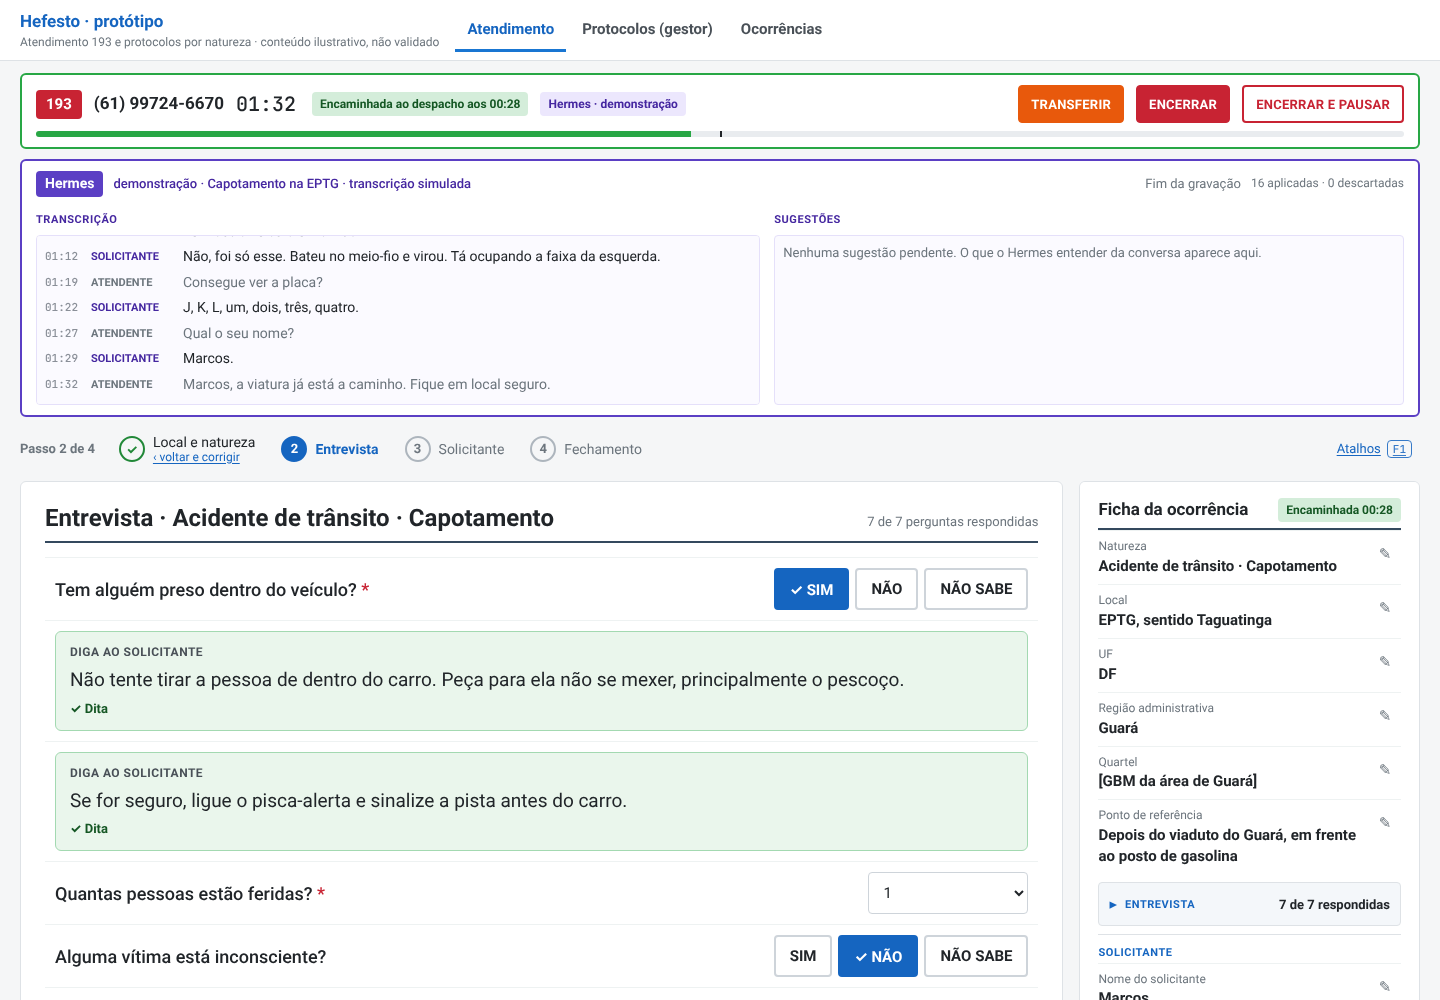 Hefesto · protótipo
Atendimento 193 e protocolos por natureza · conteúdo ilustrativo, não validado
Atendimento
Protocolos (gestor)
Ocorrências
193
(61) 99724-6670
01:32
Encaminhada ao despacho aos 00:28
Hermes · demonstração
TRANSFERIR
ENCERRAR
ENCERRAR E PAUSAR
Hermes
demonstração · Capotamento na EPTG · transcrição simulada
Fim da gravação
16 aplicadas · 0 descartadas
TRANSCRIÇÃO
01:12 SOLICITANTE Não, foi só esse. Bateu no meio-fio e virou. Tá ocupando a faixa da esquerda.
01:19 ATENDENTE Consegue ver a placa?
01:22 SOLICITANTE J, K, L, um, dois, três, quatro.
01:27 ATENDENTE Qual o seu nome?
01:29 SOLICITANTE Marcos.
01:32 ATENDENTE Marcos, a viatura já está a caminho. Fique em local seguro.
SUGESTÕES
Nenhuma sugestão pendente. O que o Hermes entender da conversa aparece aqui.
Passo 2 de 4
Local e natureza
‹ voltar e corrigir
2 Entrevista
3 Solicitante
4 Fechamento
Atalhos F1
Entrevista · Acidente de trânsito · Capotamento
7 de 7 perguntas respondidas
Tem alguém preso dentro do veículo? *
✓ SIM
NÃO
NÃO SABE
DIGA AO SOLICITANTE
Não tente tirar a pessoa de dentro do carro. Peça para ela não se mexer, principalmente o pescoço.
✓ Dita
DIGA AO SOLICITANTE
Se for seguro, ligue o pisca-alerta e sinalize a pista antes do carro.
✓ Dita
Quantas pessoas estão feridas? *
1
Alguma vítima está inconsciente?
SIM
✓ NÃO
NÃO SABE
Ficha da ocorrência
Encaminhada 00:28
Natureza
Acidente de trânsito · Capotamento
Local
EPTG, sentido Taguatinga
UF
DF
Região administrativa
Guará
Quartel
[GBM da área de Guará]
Ponto de referência
Depois do viaduto do Guará, em frente
ao posto de gasolina
► ENTREVISTA
7 de 7 respondidas
SOLICITANTE
Nome do solicitante
Marcos